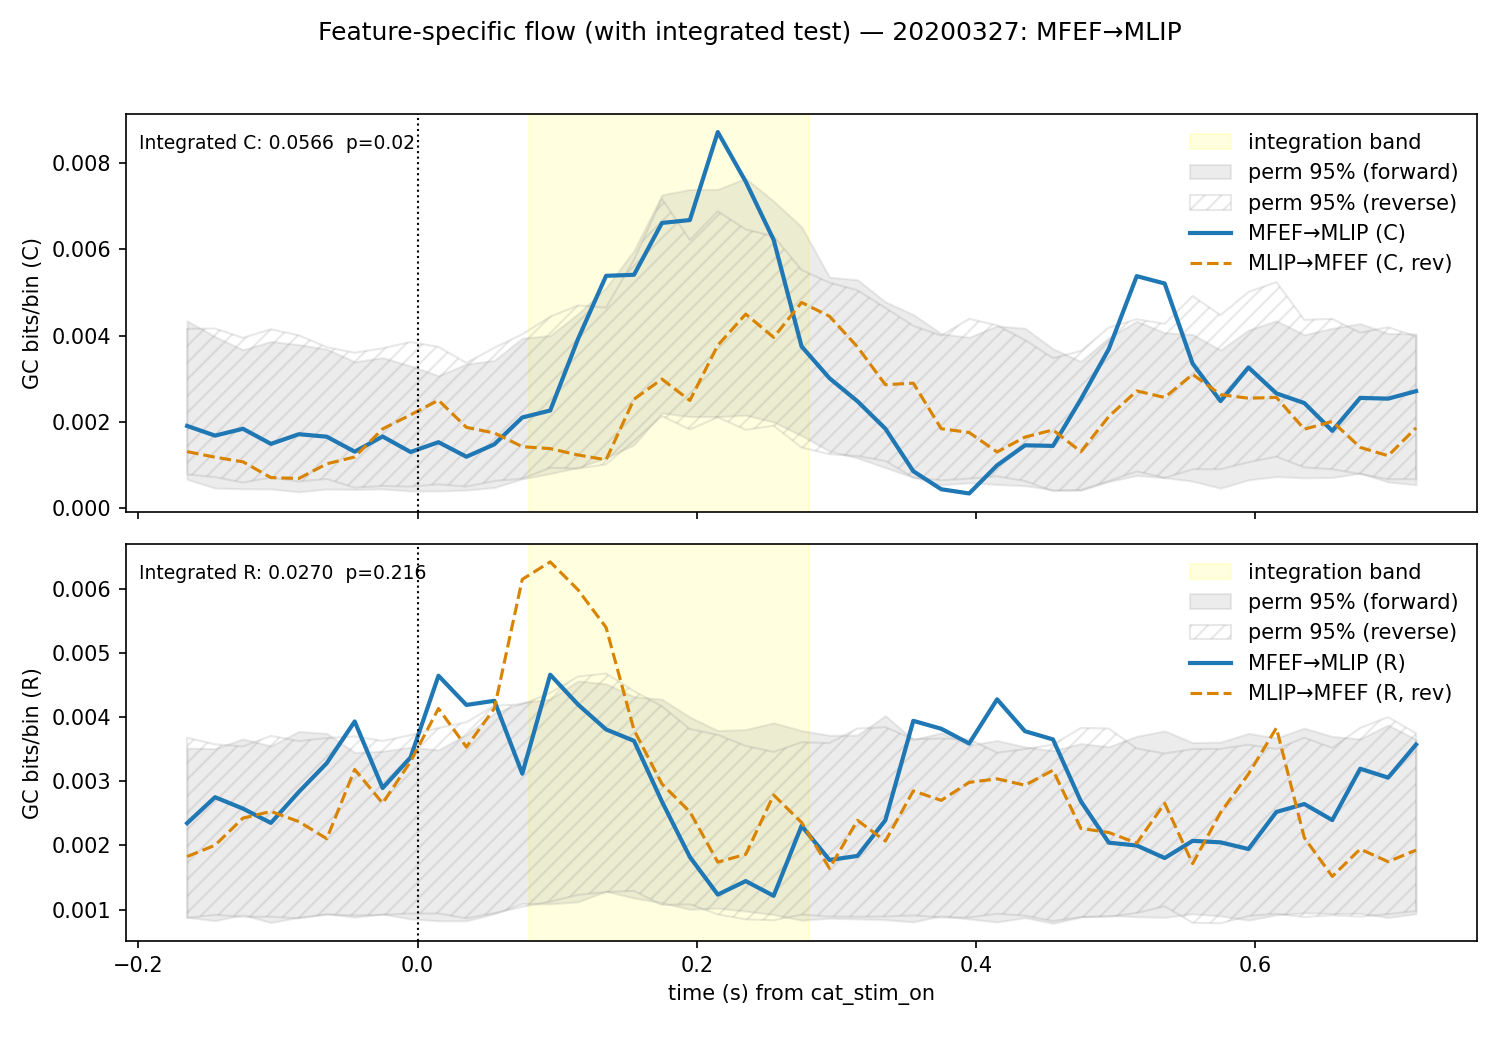 Feature-specific flow (with integrated test) — 20200327: MFEF→MLIP
Integrated C: 0.0566  p=0.02
integration band
perm 95% (forward)
perm 95% (reverse)
MFEF→MLIP (C)
MLIP→MFEF (C, rev)
GC bits/bin (C)
0.008
0.006
0.004
0.002
0.000
Integrated R: 0.0270  p=0.216
integration band
perm 95% (forward)
perm 95% (reverse)
MFEF→MLIP (R)
MLIP→MFEF (R, rev)
GC bits/bin (R)
0.006
0.005
0.004
0.003
0.002
0.001
−0.2 0.0 0.2 0.4 0.6
time (s) from cat_stim_on